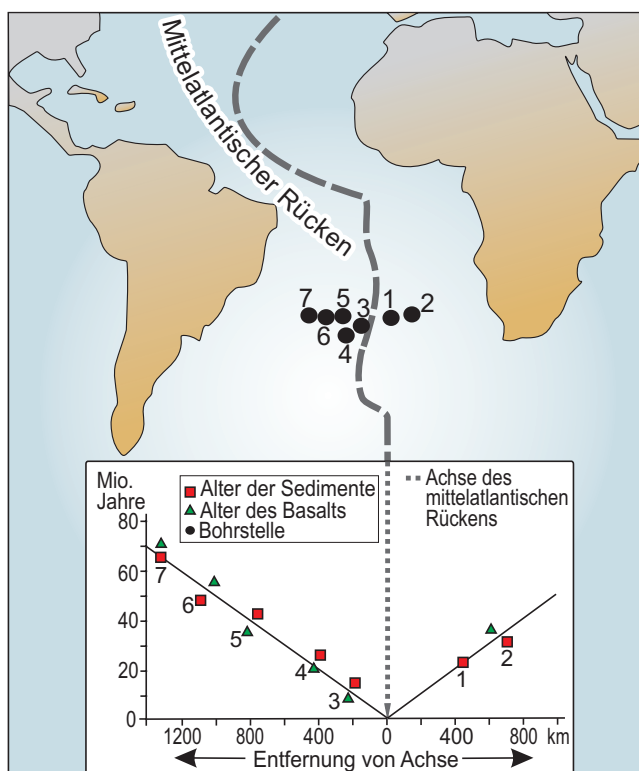 Mittelatlantischer Rücken
7
5
3
1
2
6
4
Mio.
Jahre
Alter der Sedimente
Alter des Basalts
Bohrstelle
Achse des
mittelatlantischen
Rückens
80
60
40
20
0
7
6
5
4
3
1
2
1200
800
400
0
400
800
km
Entfernung von Achse